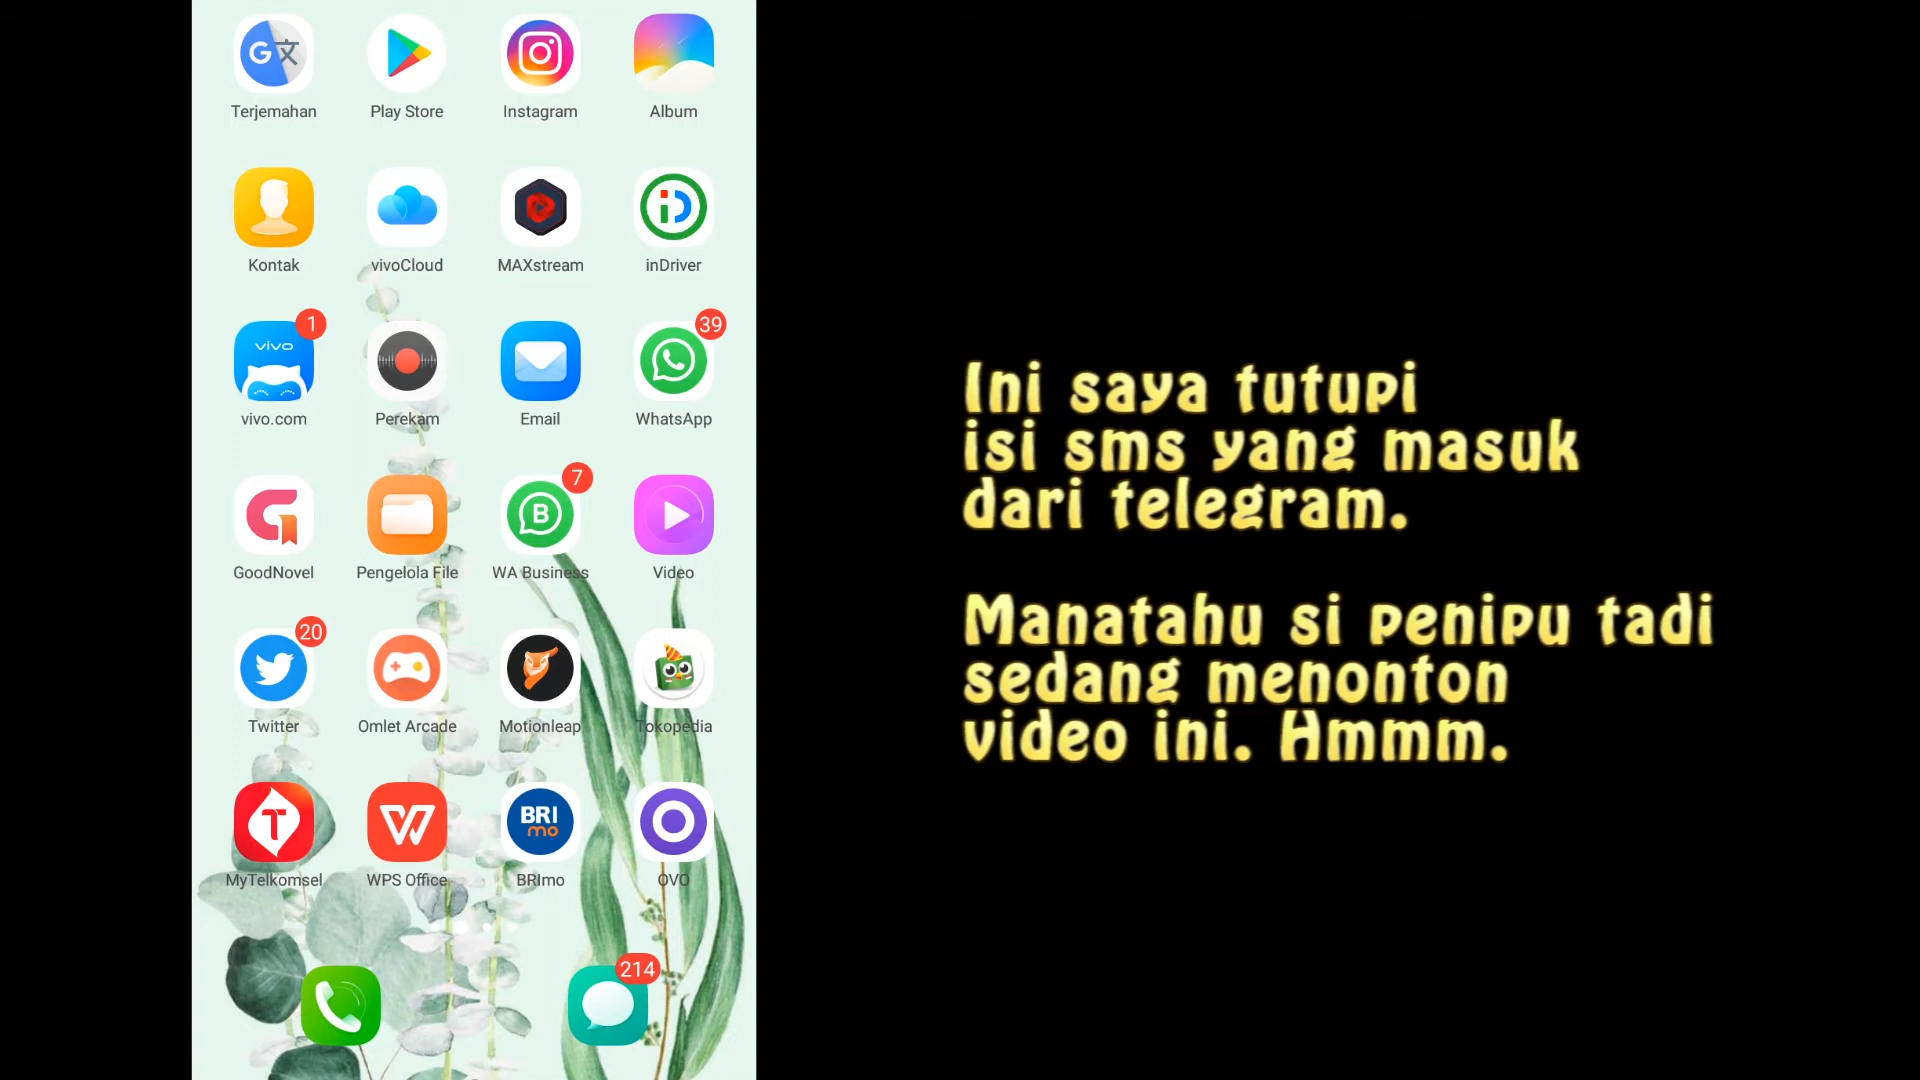 Terjemahan
Play Store
Instagram
Album
Kontak
vivoCloud
MAXstream
inDriver
1
39
vivo
vivo.com
Perekam
Email
WhatsApp
7
B
GoodNovel
Pengelola File
WA Business
Video
20
Twitter
Omlet Arcade
Motionleap
Tokopedia
BRI
mo
MyTelkomsel
WPS Office
BRImo
OVO
214
Ini saya tutupi
isi sms yang masuk
dari telegram.
Manatahu si penipu tadi
sedang menonton
video ini. Hmmm.